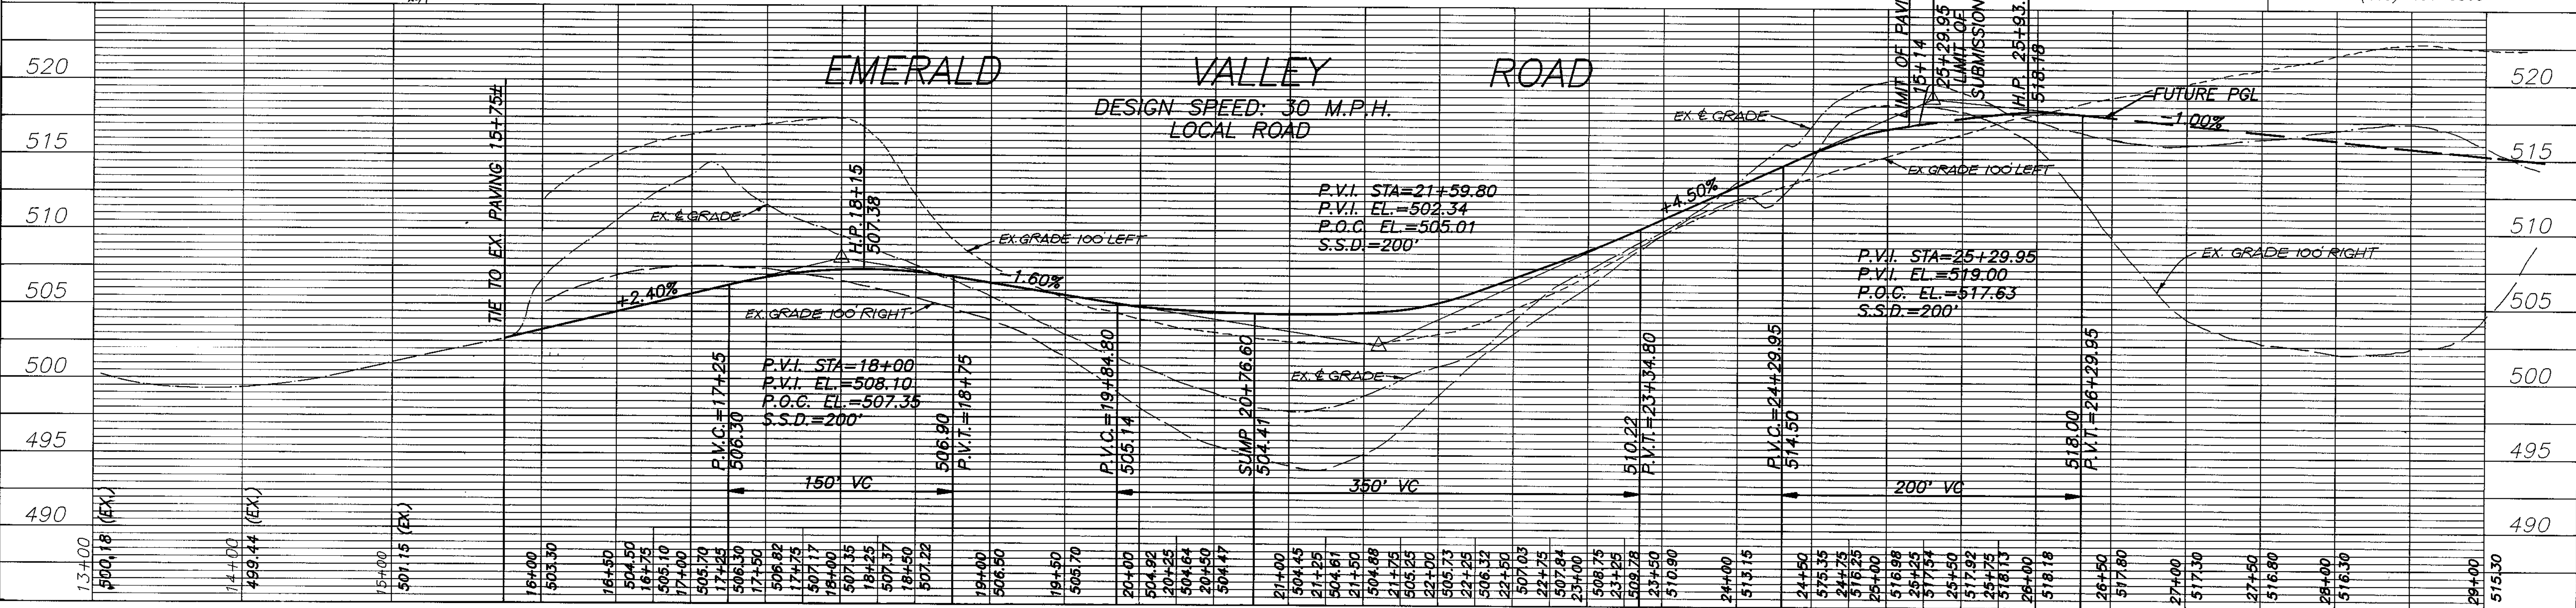 EMERALD VALLEY ROAD
DESIGN SPEED: 30 M.P.H.
LOCAL ROAD
520
515
510
505
500
495
490
520
515
510
505
500
495
490
TIE TO EX. PAVING 15+75±
EX. ℄ GRADE
+2.40%
H.P. 18+15
507.38
EX. GRADE 100' LEFT
-1.60%
EX. GRADE 100' RIGHT
P.V.C.=17+25
506.30
P.V.I. STA=18+00
P.V.I. EL.=508.10
P.O.C. EL.=507.35
S.S.D.=200'
506.90
P.V.T.=18+75
150' VC
P.V.C.=19+84.80
505.14
SUMP 20+76.60
504.41
P.V.I. STA=21+59.80
P.V.I. EL.=502.34
P.O.C. EL.=505.01
S.S.D.=200'
EX. ℄ GRADE
350' VC
510.22
P.V.T.=23+34.80
+4.50%
EX. ℄ GRADE
LIMIT OF
15+14
25+29.95
LIMIT OF
SUBMISSION
H.P. 25+93.
518.18
FUTURE PGL
-1.00%
EX. GRADE 100' LEFT
EX. GRADE 100' RIGHT
P.V.I. STA=25+29.95
P.V.I. EL.=519.00
P.O.C. EL.=517.63
S.S.D.=200'
P.V.C.=24+29.95
514.50
518.00
P.V.T.=26+29.95
200' VC
13+00
500.18 (EX.)
14+00
499.44 (EX.)
15+00
501.15 (EX.)
16+00
503.30
16+50
504.50
16+75
505.10
17+00
505.70
17+25
506.30
17+50
506.82
17+75
507.17
18+00
507.35
18+25
507.37
18+50
507.22
19+00
506.50
19+50
505.70
20+00
504.92
20+25
504.64
20+50
504.47
21+00
504.45
21+25
504.61
21+50
504.88
21+75
505.25
22+00
505.73
22+25
506.32
22+50
507.03
22+75
507.84
23+00
508.75
23+25
509.78
23+50
510.90
24+00
513.15
24+50
575.35
24+75
516.25
25+00
516.98
25+25
517.54
25+50
517.92
25+75
518.13
26+00
518.18
26+50
517.80
27+00
517.30
27+50
516.80
28+00
516.30
29+00
515.30